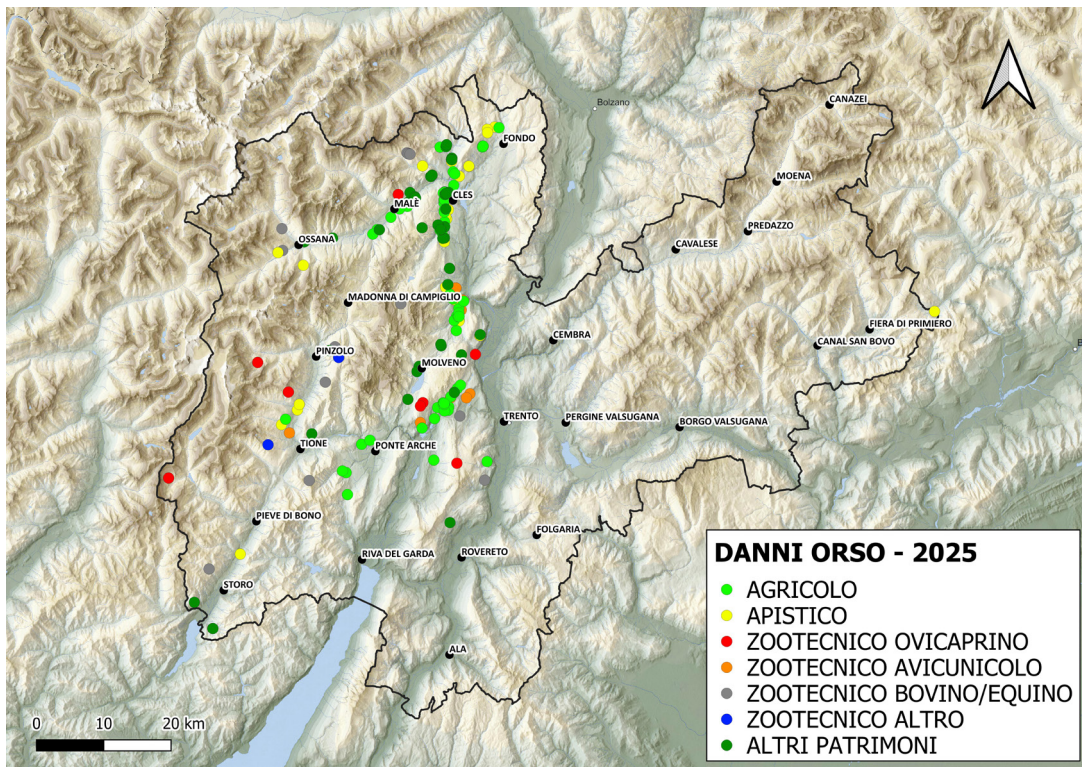 Bolzano
CANAZEI
FONDO
MOENA
MALÈ
CLES
PREDAZZO
OSSANA
CAVALESE
MADONNA DI CAMPIGLIO
FIERA DI PRIMIERO
CEMBRA
CANAL SAN BOVO
PINZOLO
MOLVENO
TRENTO
PERGINE VALSUGANA
BORGO VALSUGANA
TIONE
PONTE ARCHE
PIEVE DI BONO
FOLGARIA
RIVA DEL GARDA
ROVERETO
STORO
ALA
DANNI ORSO - 2025
AGRICOLO
APISTICO
ZOOTECNICO OVICAPRINO
ZOOTECNICO AVICUNICOLO
ZOOTECNICO BOVINO/EQUINO
ZOOTECNICO ALTRO
ALTRI PATRIMONI
0 10 20 km